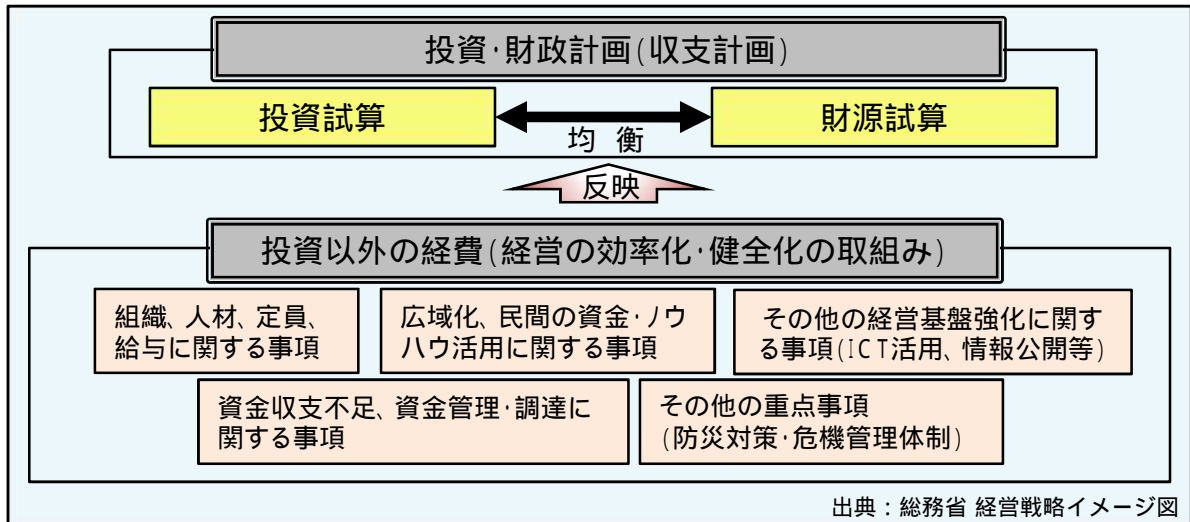 投資・財政計画(収支計画)
投資試算
財源試算
均 衡
反映
投資以外の経費(経営の効率化・健全化の取組み)
組織、人材、定員、
給与に関する事項
広域化、民間の資金・ノウ
ハウ活用に関する事項
その他の経営基盤強化に関す
る事項(ICT活用、情報公開等)
資金収支不足、資金管理・調達に
関する事項
その他の重点事項
(防災対策・危機管理体制)
出典：総務省 経営戦略イメージ図